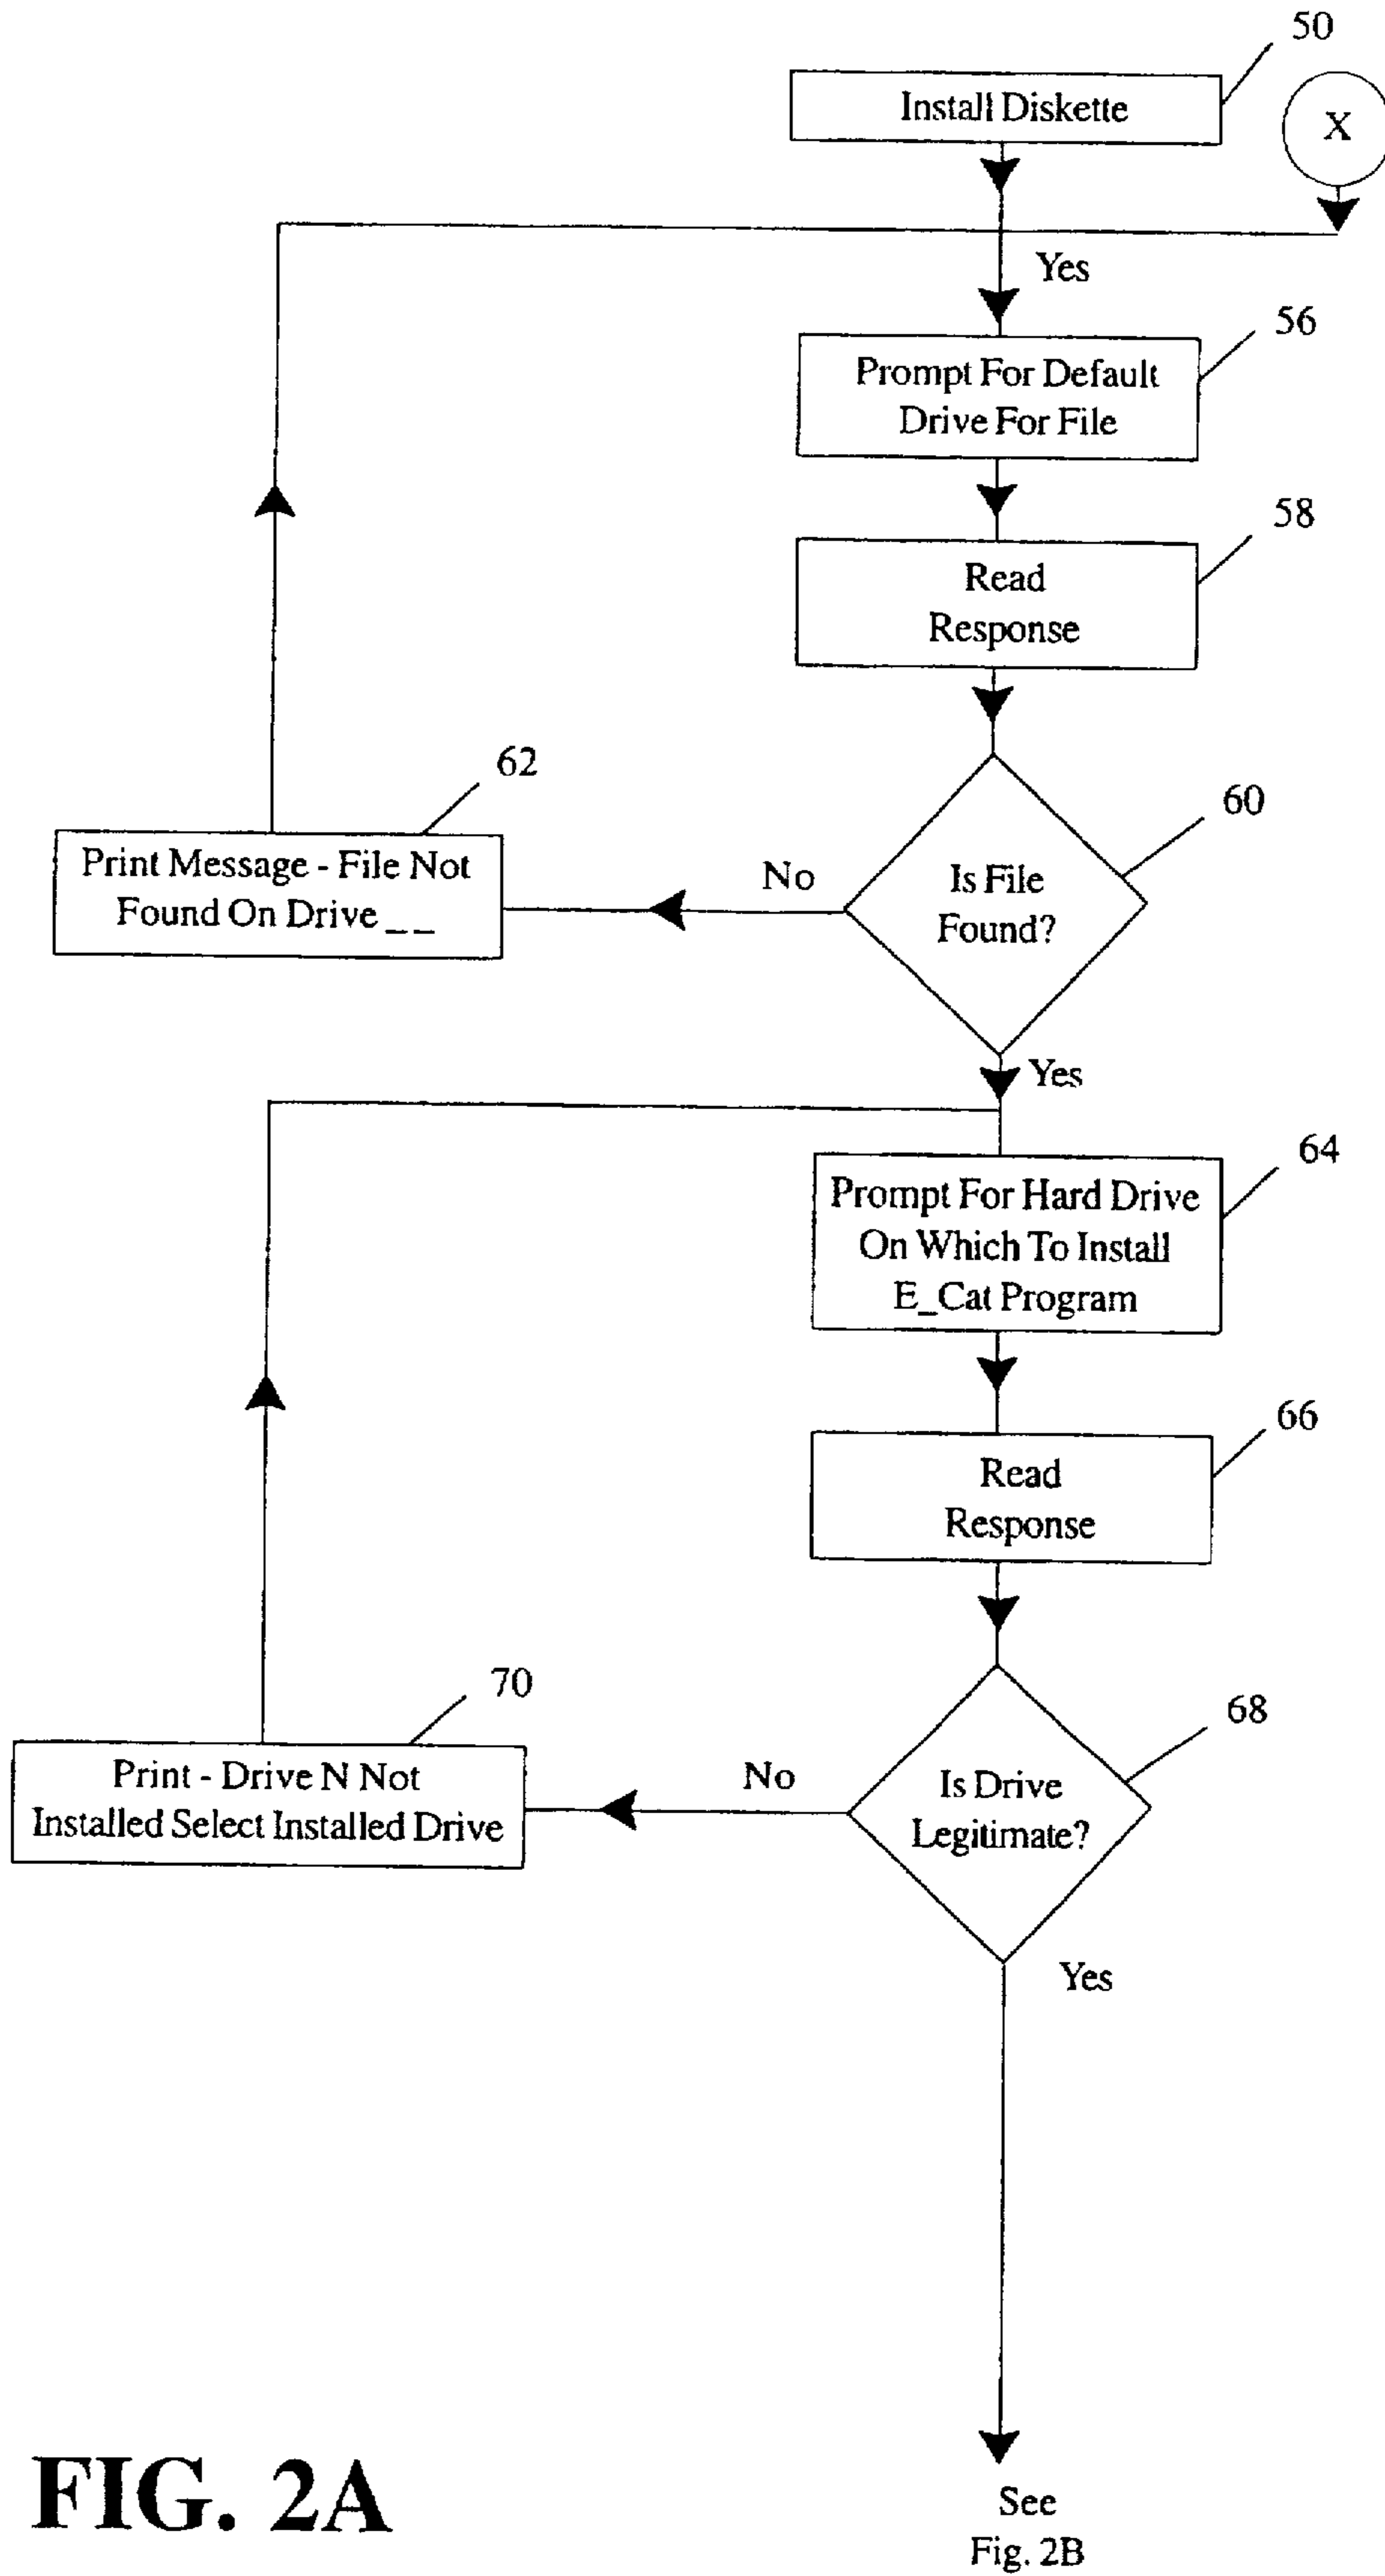 50
Install Diskette
X
Yes
56
Prompt For Default
Drive For File
58
Read
Response
62
60
Print Message - File Not
Found On Drive _ _
No
Is File
Found?
Yes
64
Prompt For Hard Drive
On Which To Install
E_Cat Program
66
Read
Response
70
68
Print - Drive N Not
Installed Select Installed Drive
No
Is Drive
Legitimate?
Yes
FIG. 2A
See
Fig. 2B